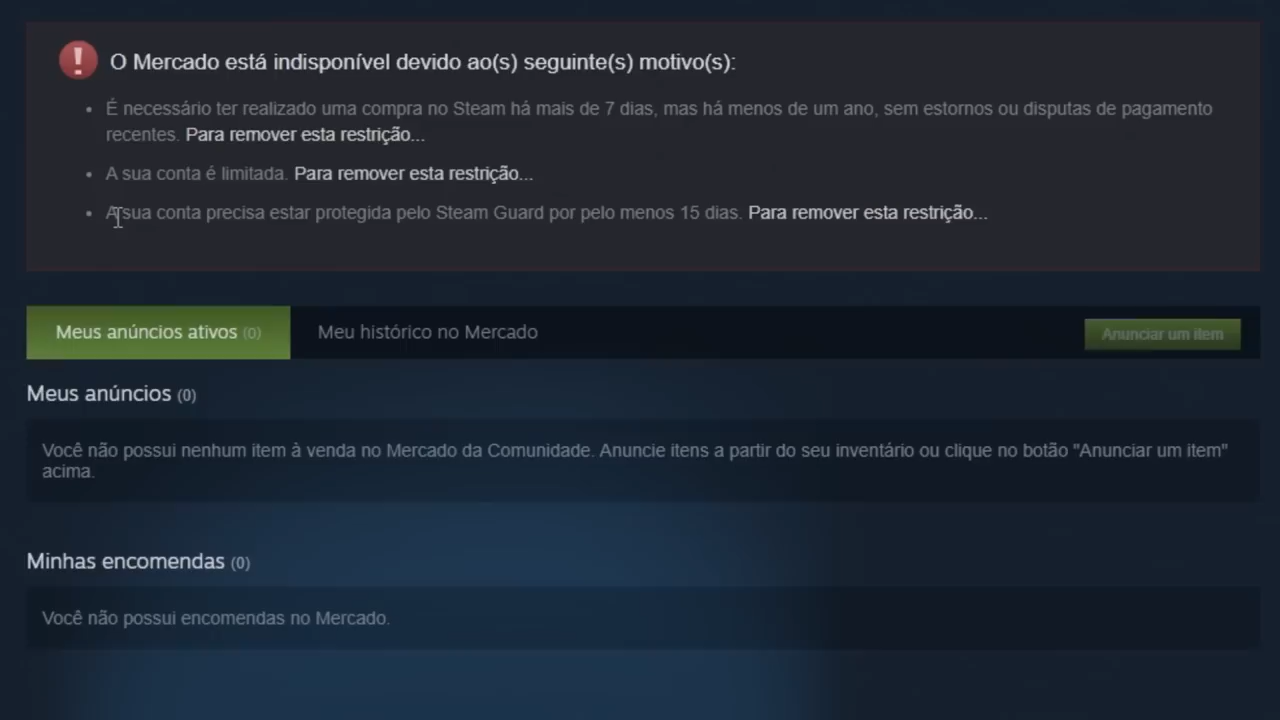 O Mercado está indisponível devido ao(s) seguinte(s) motivo(s):
• É necessário ter realizado uma compra no Steam há mais de 7 dias, mas há menos de um ano, sem estornos ou disputas de pagamento
recentes. Para remover esta restrição...
• A sua conta é limitada. Para remover esta restrição...
• A sua conta precisa estar protegida pelo Steam Guard por pelo menos 15 dias. Para remover esta restrição...
Meus anúncios ativos (0) Meu histórico no Mercado Anunciar um item
Meus anúncios (0)
Você não possui nenhum item à venda no Mercado da Comunidade. Anuncie itens a partir do seu inventário ou clique no botão "Anunciar um item"
acima.
Minhas encomendas (0)
Você não possui encomendas no Mercado.